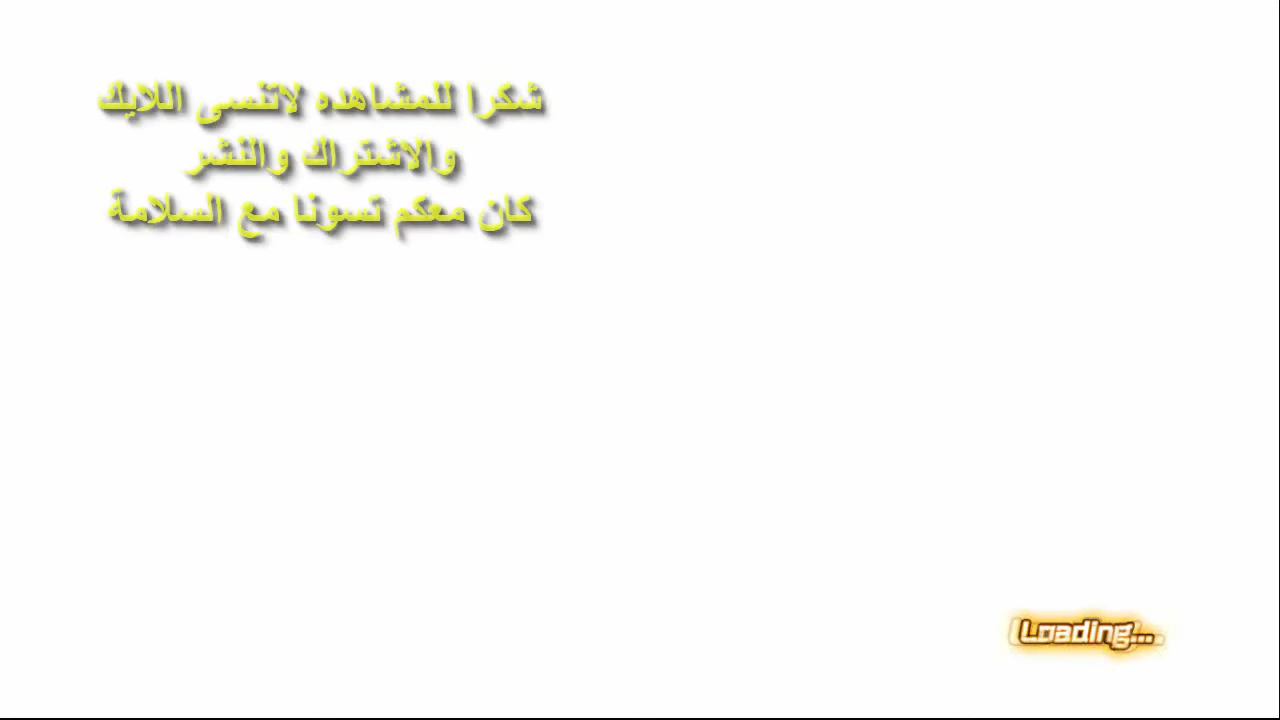 شكرا للمشاهده لاتنسى اللايك
والاشتراك والنشر
كان معكم تسونا مع السلامة
Loading...